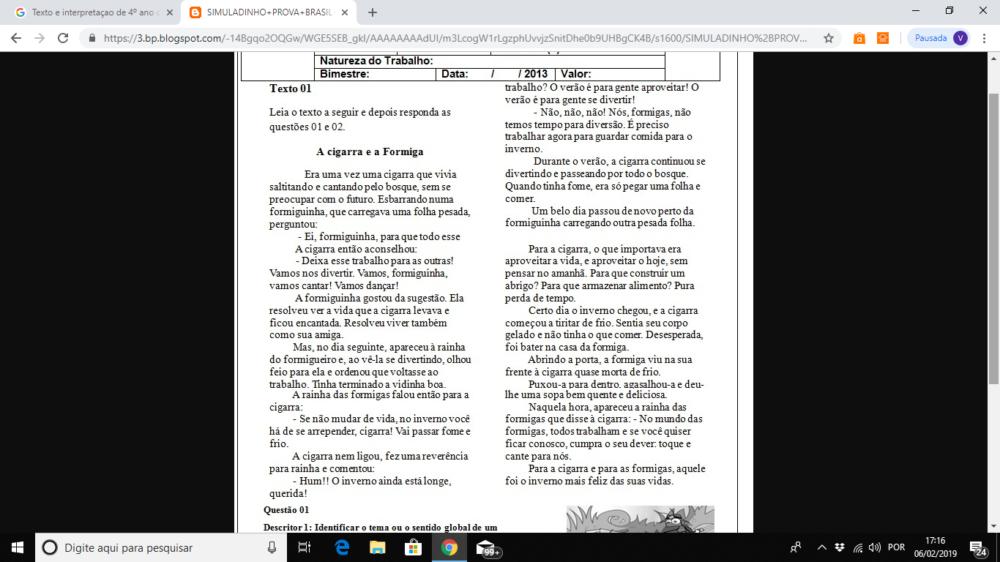 Texto e interpretaçao de 4º ano d
SIMULADINHO+PROVA+BRASIL-
https://3.bp.blogspot.com/-14Bgqo2OQGw/WGE5SEB_gkI/AAAAAAAAdUI/m3LcogW1rLgzphUvvjzSnitDhe0b9UHBgCK4B/s1600/SIMULADINHO%2BPROV...
Pausada
V
Natureza do Trabalho:
Bimestre: Data: / / 2013 Valor:
Texto 01
Leia o texto a seguir e depois responda as
questões 01 e 02.
A cigarra e a Formiga
Era uma vez uma cigarra que vivia
saltitando e cantando pelo bosque, sem se
preocupar com o futuro. Esbarrando numa
formiguinha, que carregava uma folha pesada,
perguntou:
- Ei, formiguinha, para que todo esse
A cigarra então aconselhou:
- Deixa esse trabalho para as outras!
Vamos nos divertir. Vamos, formiguinha,
vamos cantar! Vamos dançar!
A formiguinha gostou da sugestão. Ela
resolveu ver a vida que a cigarra levava e
ficou encantada. Resolveu viver também
como sua amiga.
Mas, no dia seguinte, apareceu à rainha
do formigueiro e, ao vê-la se divertindo, olhou
feio para ela e ordenou que voltasse ao
trabalho. Tinha terminado a vidinha boa.
A rainha das formigas falou então para a
cigarra:
- Se não mudar de vida, no inverno você
há de se arrepender, cigarra! Vai passar fome e
frio.
A cigarra nem ligou, fez uma reverência
para rainha e comentou:
- Hum!! O inverno ainda está longe,
querida!
trabalho? O verão é para gente aproveitar! O
verão é para gente se divertir!
- Não, não, não! Nós, formigas, não
temos tempo para diversão. É preciso
trabalhar agora para guardar comida para o
inverno.
Durante o verão, a cigarra continuou se
divertindo e passeando por todo o bosque.
Quando tinha fome, era só pegar uma folha e
comer.
Um belo dia passou de novo perto da
formiguinha carregando outra pesada folha.
Para a cigarra, o que importava era
aproveitar a vida, e aproveitar o hoje, sem
pensar no amanhã. Para que construir um
abrigo? Para que armazenar alimento? Pura
perda de tempo.
Certo dia o inverno chegou, e a cigarra
começou a tiritar de frio. Sentia seu corpo
gelado e não tinha o que comer. Desesperada,
foi bater na casa da formiga.
Abrindo a porta, a formiga viu na sua
frente à cigarra quase morta de frio.
Puxou-a para dentro, agasalhou-a e deu-
lhe uma sopa bem quente e deliciosa.
Naquela hora, apareceu a rainha das
formigas que disse à cigarra: - No mundo das
formigas, todos trabalham e se você quiser
ficar conosco, cumpra o seu dever: toque e
cante para nós.
Para a cigarra e para as formigas, aquele
foi o inverno mais feliz das suas vidas.
Questão 01
Descritor 1: Identificar o tema ou o sentido global de um
Digite aqui para pesquisar
99+
POR
17:16
06/02/2019
24